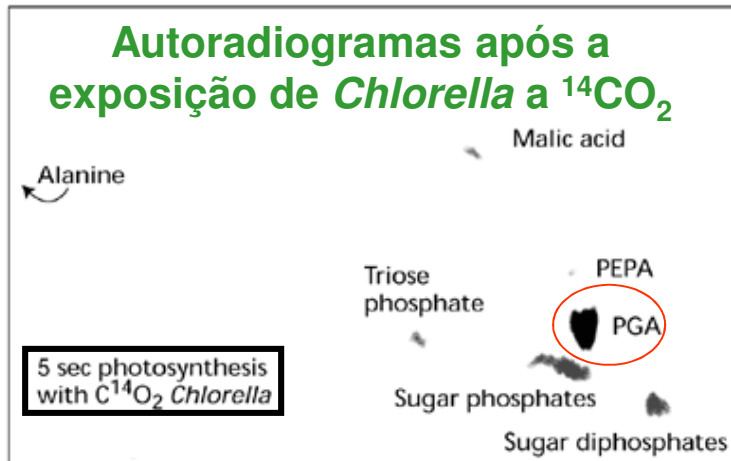 Autoradiogramas após a
exposição de Chlorella a ¹⁴CO₂
Malic acid
Alanine
PEPA
Triose
phosphate
PGA
5 sec photosynthesis
with C¹⁴O₂ Chlorella
Sugar phosphates
Sugar diphosphates